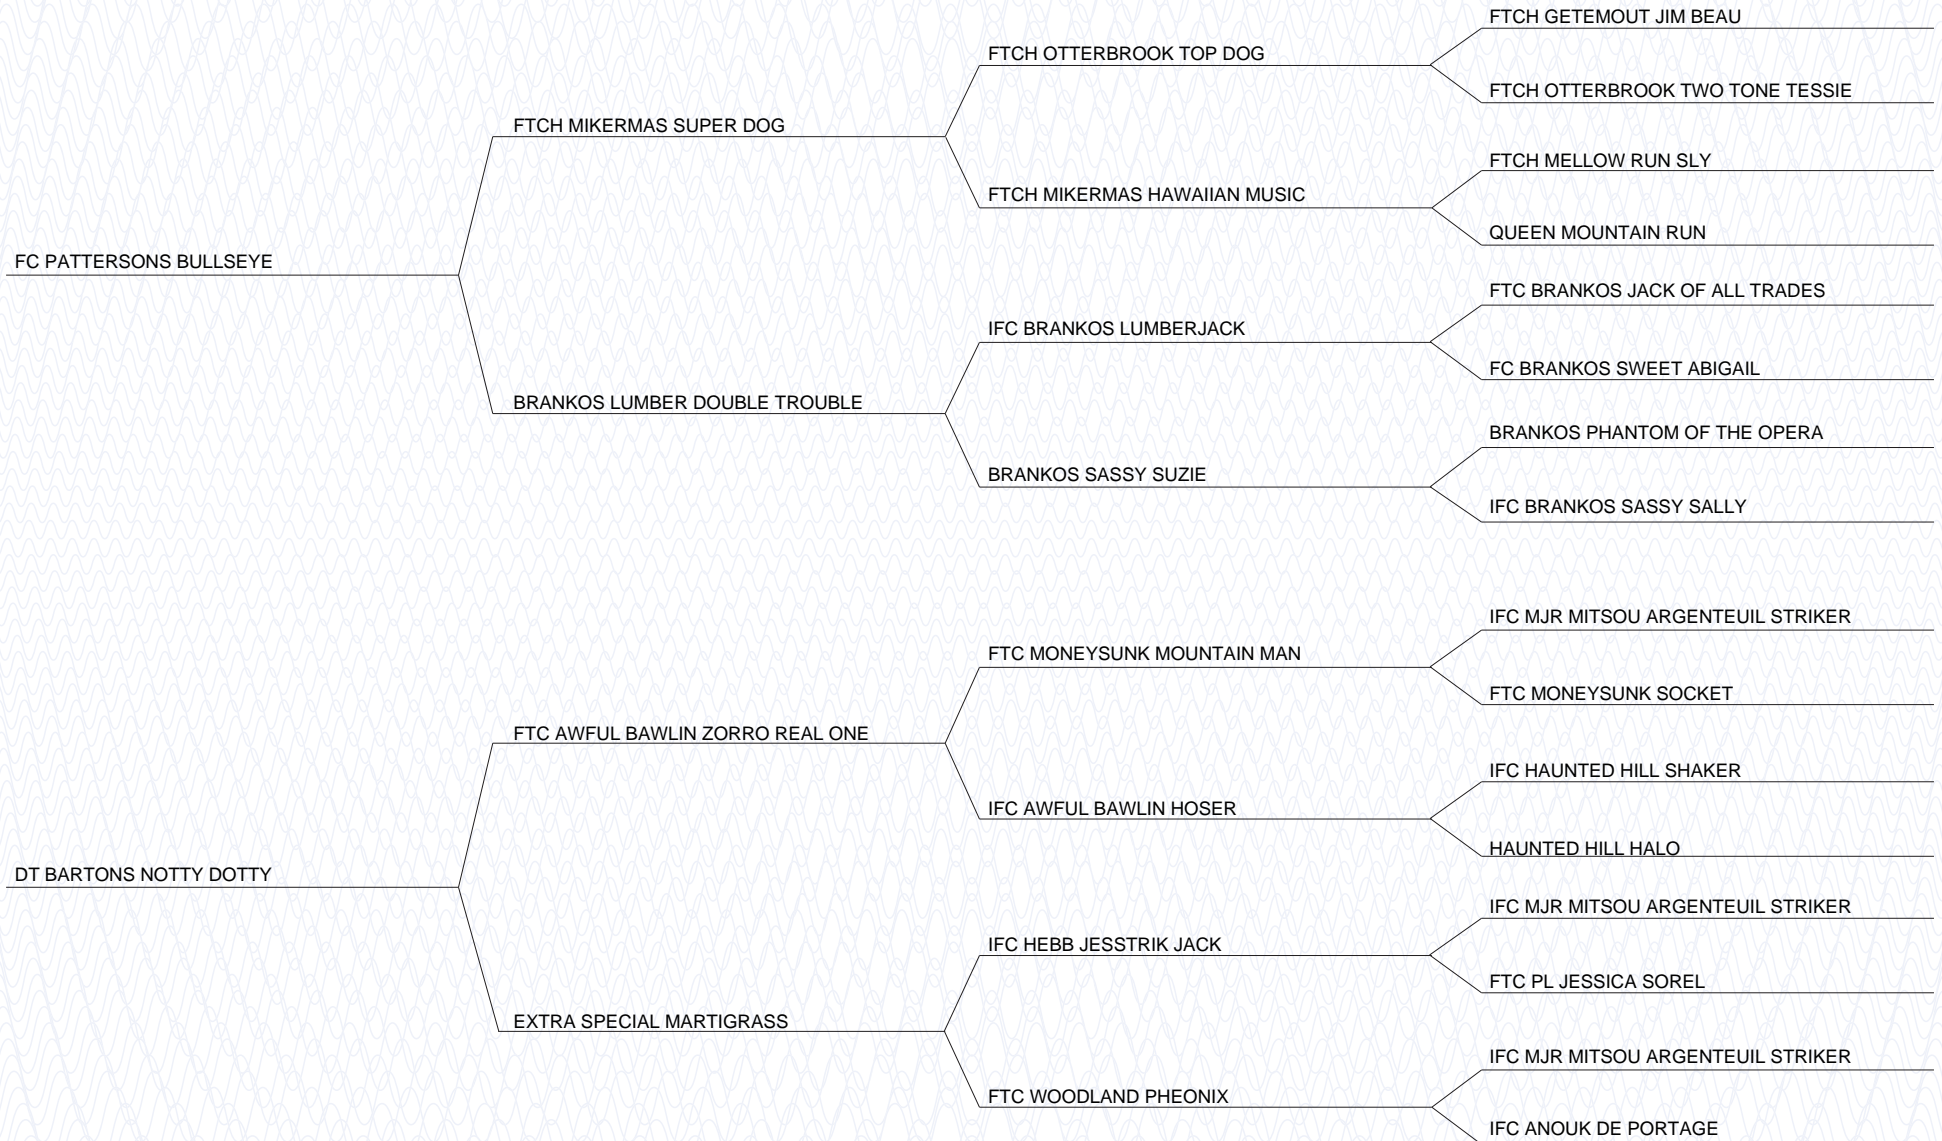 FTCH GETEMOUT JIM BEAU
FTCH OTTERBROOK TOP DOG
FTCH OTTERBROOK TWO TONE TESSIE
FTCH MIKERMAS SUPER DOG
FTCH MELLOW RUN SLY
FTCH MIKERMAS HAWAIIAN MUSIC
QUEEN MOUNTAIN RUN
FC PATTERSONS BULLSEYE
FTC BRANKOS JACK OF ALL TRADES
IFC BRANKOS LUMBERJACK
FC BRANKOS SWEET ABIGAIL
BRANKOS LUMBER DOUBLE TROUBLE
BRANKOS PHANTOM OF THE OPERA
BRANKOS SASSY SUZIE
IFC BRANKOS SASSY SALLY
IFC MJR MITSOU ARGENTEUIL STRIKER
FTC MONEYSUNK MOUNTAIN MAN
FTC MONEYSUNK SOCKET
FTC AWFUL BAWLIN ZORRO REAL ONE
IFC HAUNTED HILL SHAKER
IFC AWFUL BAWLIN HOSER
HAUNTED HILL HALO
DT BARTONS NOTTY DOTTY
IFC MJR MITSOU ARGENTEUIL STRIKER
IFC HEBB JESSTRIK JACK
FTC PL JESSICA SOREL
EXTRA SPECIAL MARTIGRASS
IFC MJR MITSOU ARGENTEUIL STRIKER
FTC WOODLAND PHEONIX
IFC ANOUK DE PORTAGE